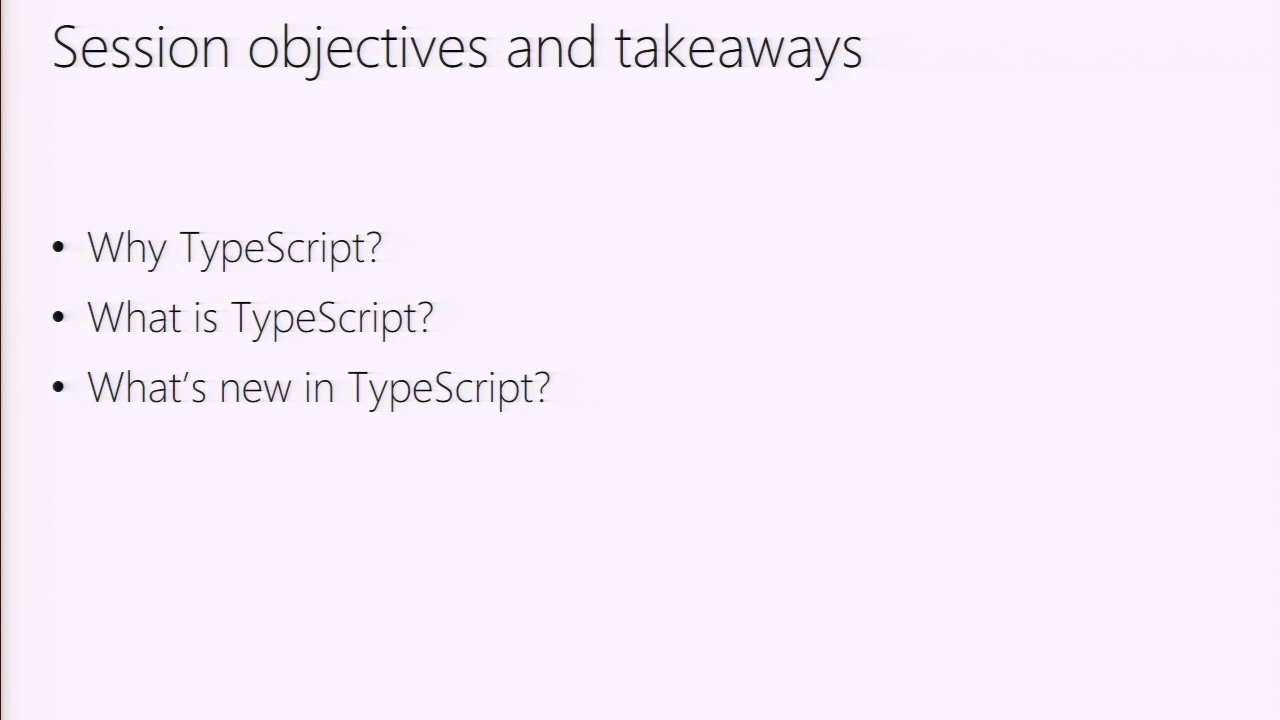 Session objectives and takeaways
• Why TypeScript?
• What is TypeScript?
• What’s new in TypeScript?